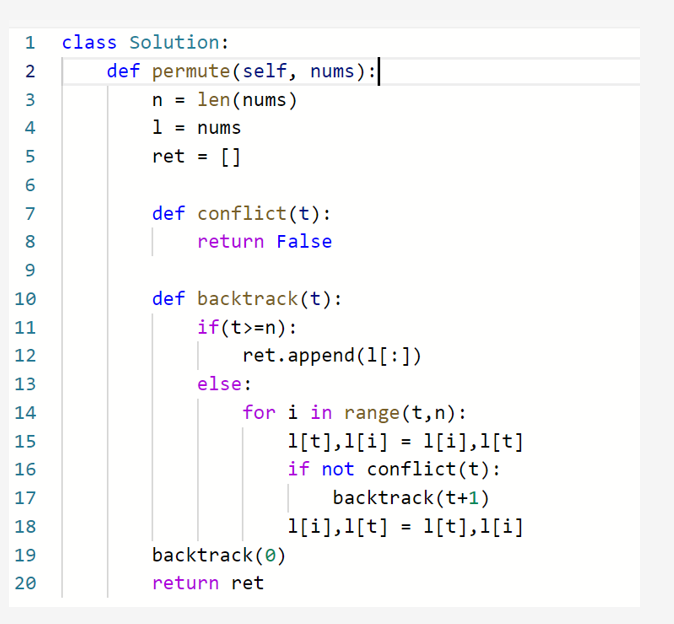 1 class Solution:
2     def permute(self, nums):
3         n = len(nums)
4         l = nums
5         ret = []
6
7         def conflict(t):
8             return False
9
10         def backtrack(t):
11             if(t>=n):
12                 ret.append(l[:])
13             else:
14                 for i in range(t,n):
15                     l[t],l[i] = l[i],l[t]
16                     if not conflict(t):
17                         backtrack(t+1)
18                     l[i],l[t] = l[t],l[i]
19         backtrack(0)
20         return ret